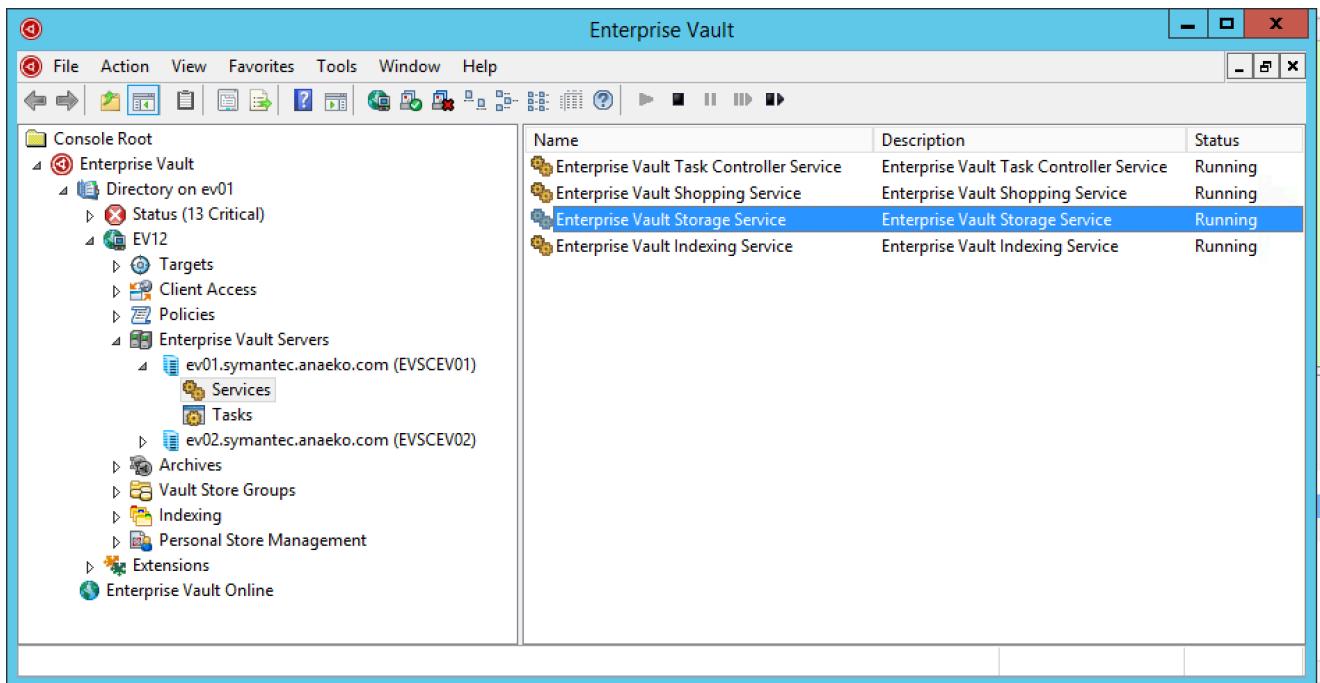 Enterprise Vault
File Action View Favorites Tools Window Help
Console Root
Enterprise Vault
Directory on ev01
Status (13 Critical)
EV12
Targets
Client Access
Policies
Enterprise Vault Servers
ev01.symantec.anaeko.com (EVSCEV01)
Services
Tasks
ev02.symantec.anaeko.com (EVSCEV02)
Archives
Vault Store Groups
Indexing
Personal Store Management
Extensions
Enterprise Vault Online
Name Description Status
Enterprise Vault Task Controller Service Enterprise Vault Task Controller Service Running
Enterprise Vault Shopping Service Enterprise Vault Shopping Service Running
Enterprise Vault Storage Service Enterprise Vault Storage Service Running
Enterprise Vault Indexing Service Enterprise Vault Indexing Service Running